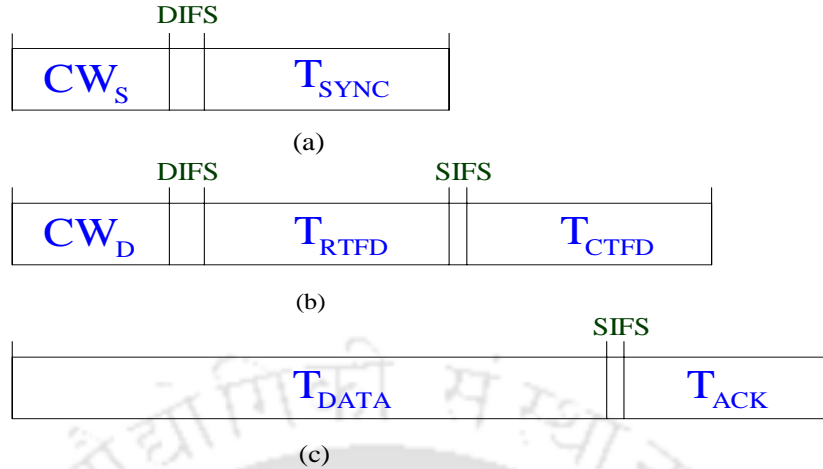 DIFS
CW_S T_SYNC
(a)
DIFS SIFS
CW_D T_RTFD T_CTFD
(b)
SIFS
T_DATA T_ACK
(c)